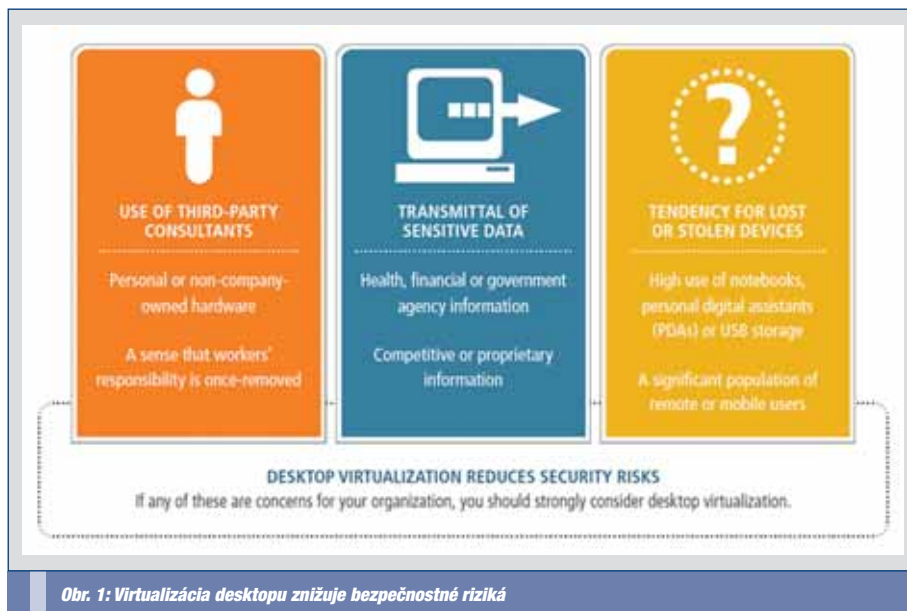 USE OF THIRD-PARTY
CONSULTANTS
Personal or non-company-
owned hardware
A sense that workers'
responsibility is once-removed
TRANSMITTAL OF
SENSITIVE DATA
Health, financial or government
agency information
Competitive or proprietary
information
?
TENDENCY FOR LOST
OR STOLEN DEVICES
High use of notebooks,
personal digital assistants
(PDAs) or USB storage
A significant population of
remote or mobile users
DESKTOP VIRTUALIZATION REDUCES SECURITY RISKS
If any of these are concerns for your organization, you should strongly consider desktop virtualization.
Obr. 1: Virtualizácia desktopu znižuje bezpečnostné riziká